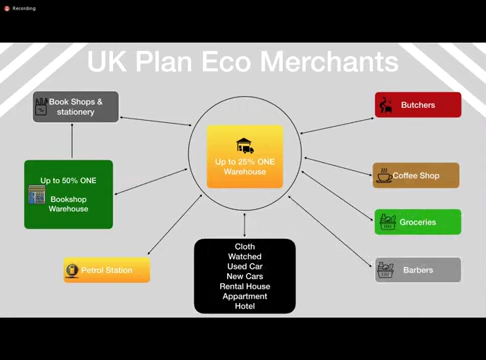 Recording
UK Plan Eco Merchants
Book Shops &
stationery
Butchers
Up to 25% ONE
Warehouse
Up to 50% ONE
Bookshop
Warehouse
Coffee Shop
Groceries
Petrol Station
Barbers
Cloth
Watched
Used Car
New Cars
Rental House
Appartment
Hotel